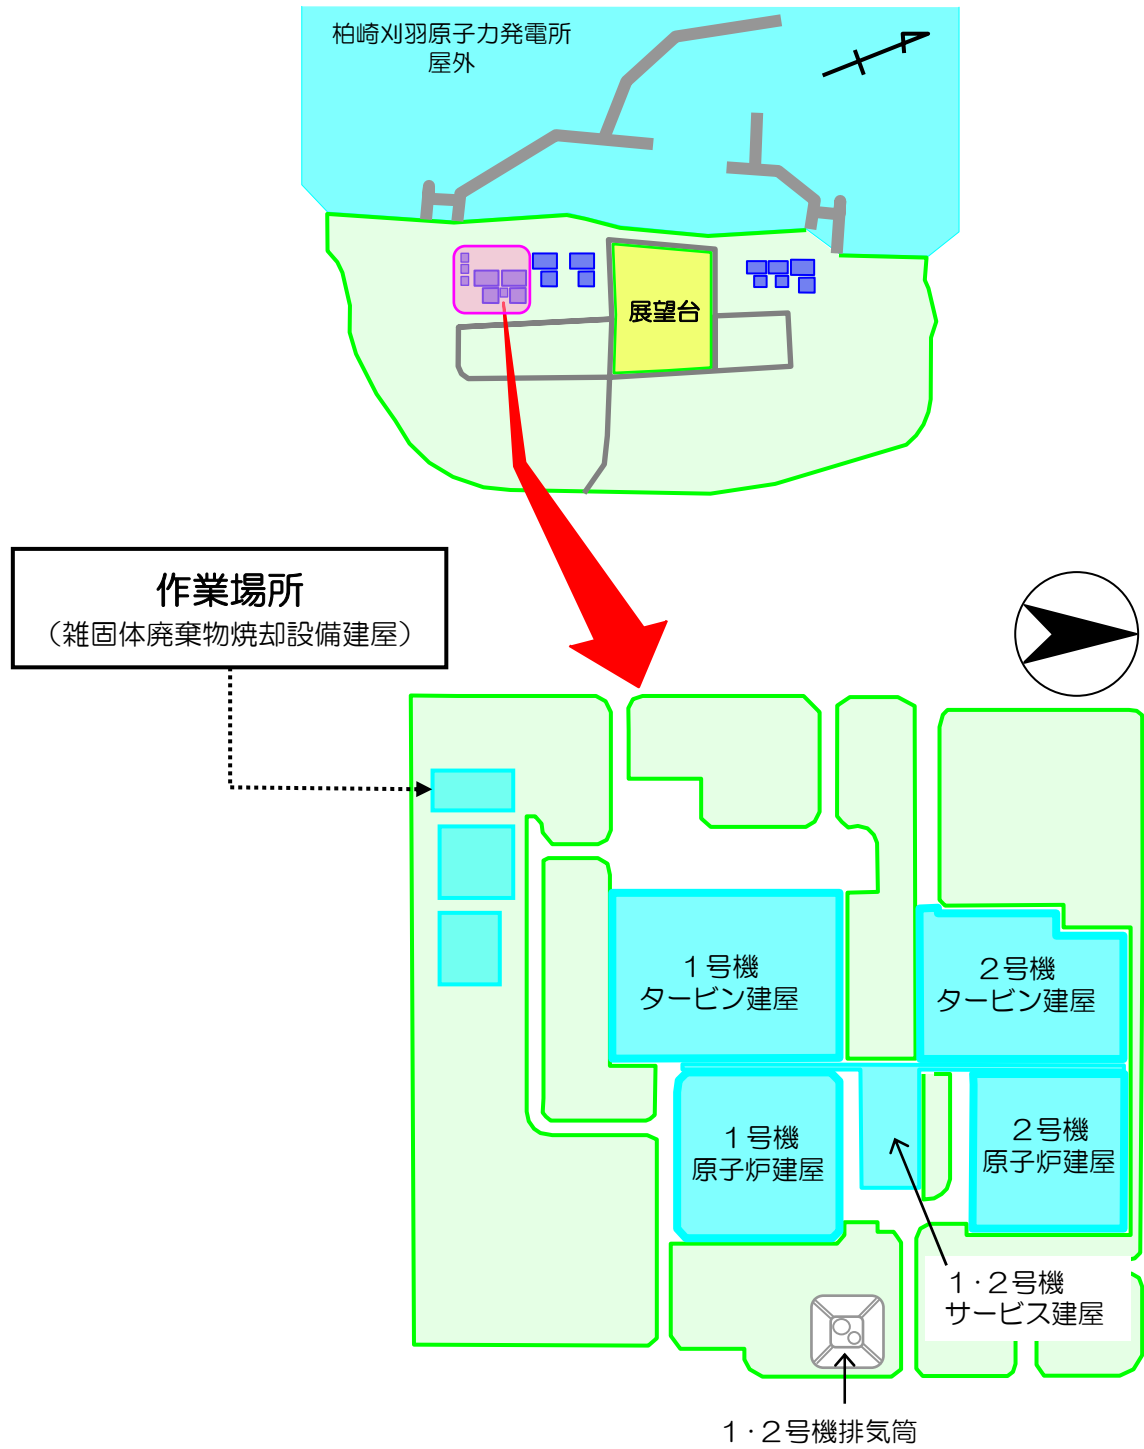 柏崎刈羽原子力発電所
屋外
展望台
作業場所
（雑固体廃棄物焼却設備建屋）
１号機
タービン建屋
２号機
タービン建屋
１号機
原子炉建屋
２号機
原子炉建屋
１・２号機
サービス建屋
１・２号機排気筒